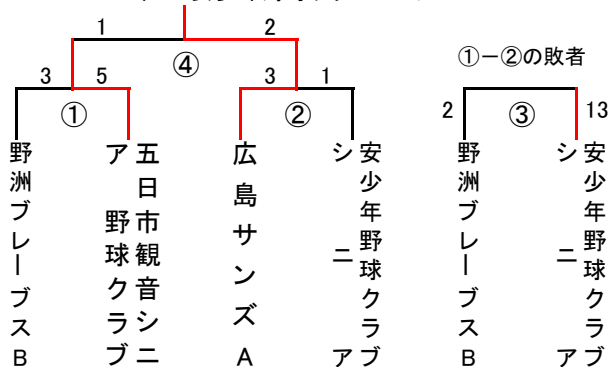 1
2
④
①－②の敗者
3
5
①
3
1
②
2
③
13
野洲ブレーブスB
五日市観音シニ
ア 野球クラブ
広島サンズA
安少年野球クラブ
シ ニ ア
野洲ブレーブスB
安少年野球クラブ
シ ニ ア